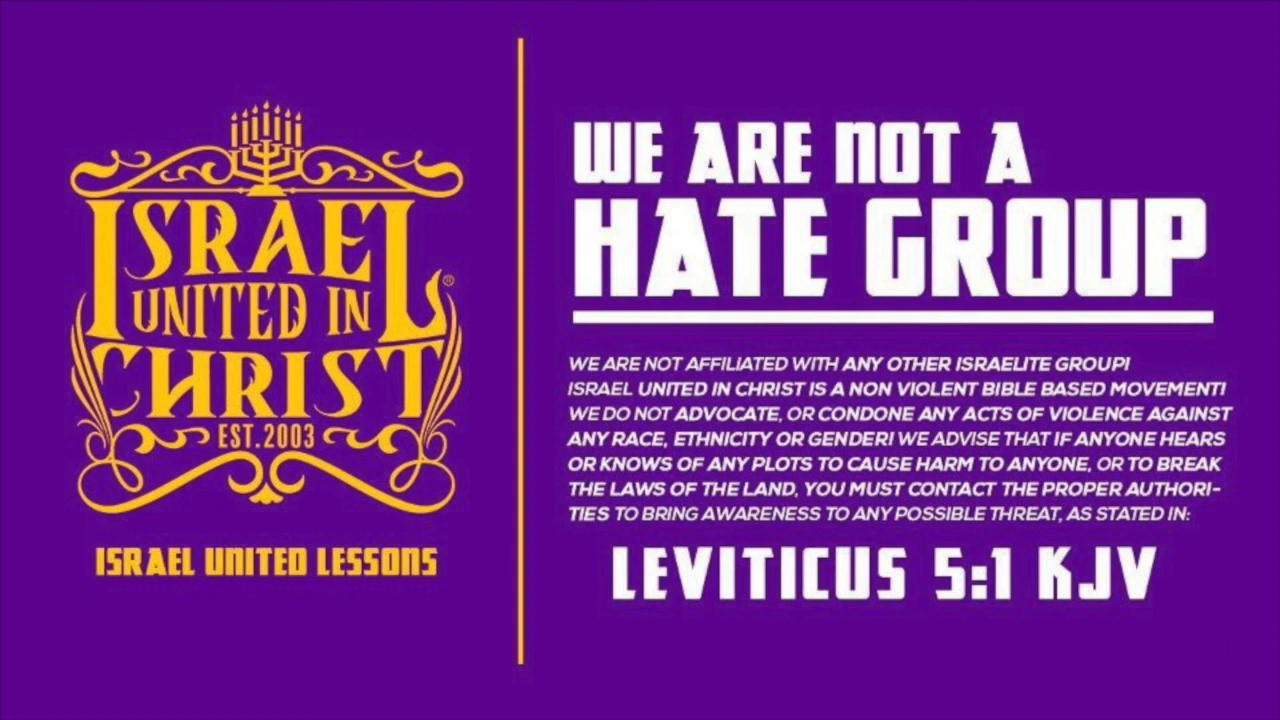 ISRAEL
UNITED IN
CHRIST
EST.2003
ISRAEL UNITED LESSONS
WE ARE NOT A
HATE GROUP
WE ARE NOT AFFILIATED WITH ANY OTHER ISRAELITE GROUP!
ISRAEL UNITED IN CHRIST IS A NON VIOLENT BIBLE BASED MOVEMENT!
WE DO NOT ADVOCATE, OR CONDONE ANY ACTS OF VIOLENCE AGAINST
ANY RACE, ETHNICITY OR GENDER! WE ADVISE THAT IF ANYONE HEARS
OR KNOWS OF ANY PLOTS TO CAUSE HARM TO ANYONE, OR TO BREAK
THE LAWS OF THE LAND, YOU MUST CONTACT THE PROPER AUTHORI-
TIES TO BRING AWARENESS TO ANY POSSIBLE THREAT, AS STATED IN:
LEVITICUS 5:1 KJV